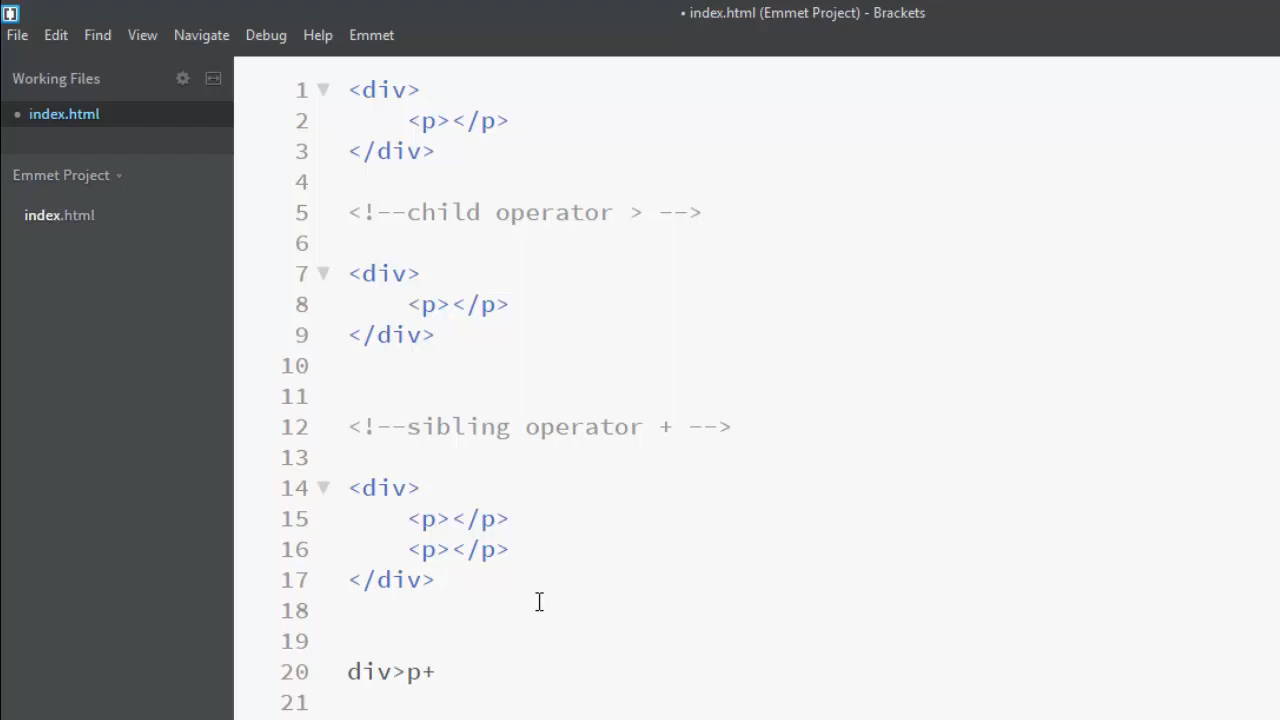 • index.html (Emmet Project) - Brackets
File Edit Find View Navigate Debug Help Emmet
Working Files
• index.html
Emmet Project
index.html
1 <div>
2 <p></p>
3 </div>
4
5 <!--child operator > -->
6
7 <div>
8 <p></p>
9 </div>
10
11
12 <!--sibling operator + -->
13
14 <div>
15 <p></p>
16 <p></p>
17 </div>
18
19
20 div>p+
21